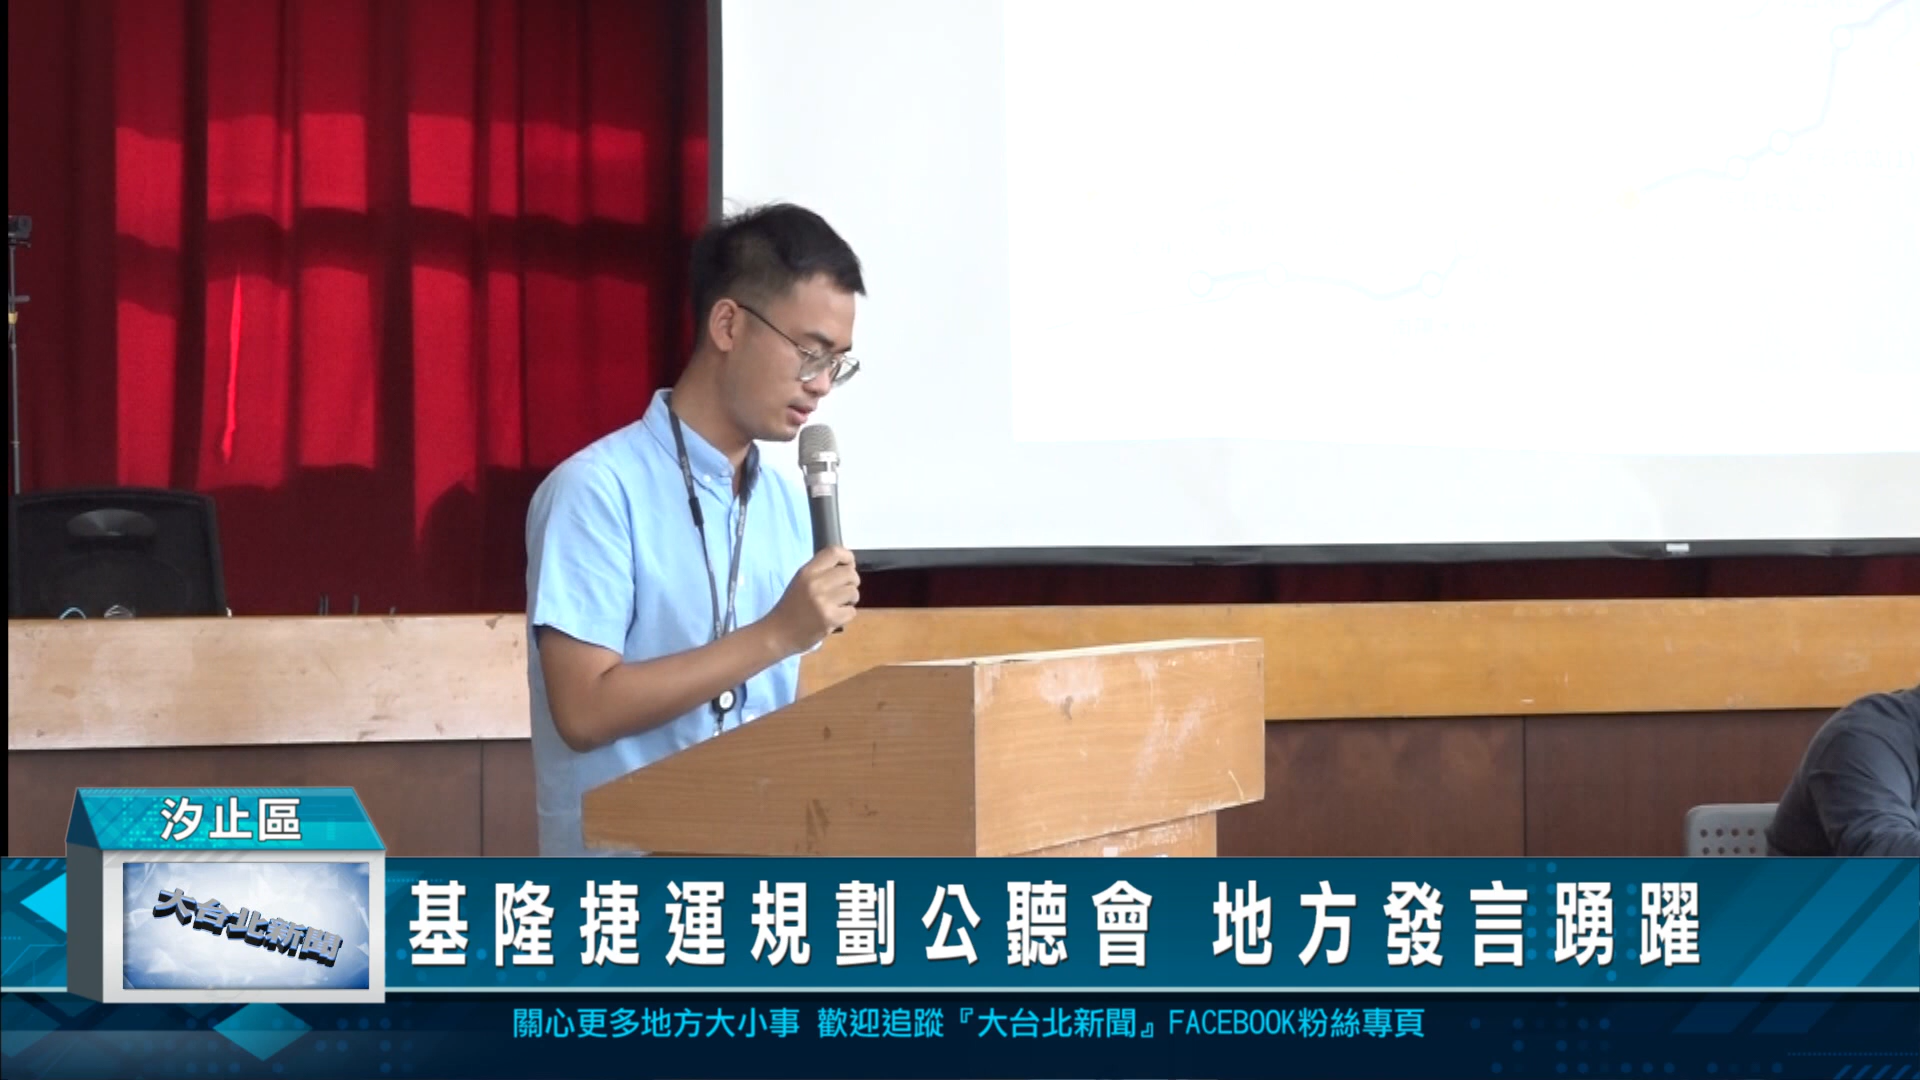 汐止區
大台北新聞
基隆捷運規劃公聽會 地方發言踴躍
關心更多地方大小事 歡迎追蹤『大台北新聞』FACEBOOK粉絲專頁